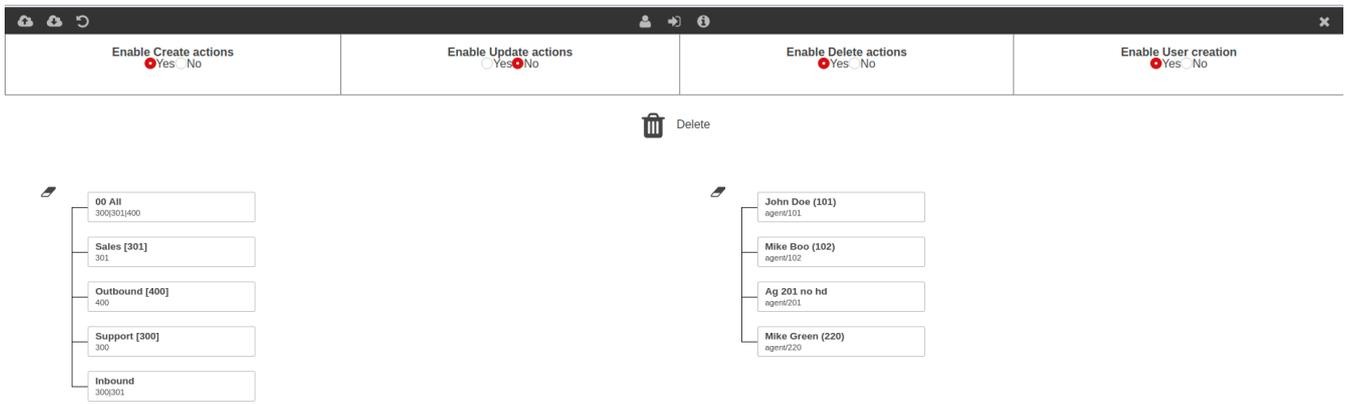 Enable Create actions
Yes No
Enable Update actions
Yes No
Enable Delete actions
Yes No
Enable User creation
Yes No
Delete
00 All
300|301|400
Sales [301]
301
Outbound [400]
400
Support [300]
300
Inbound
300|301
John Doe (101)
agent/101
Mike Boo (102)
agent/102
Ag 201 no hd
agent/201
Mike Green (220)
agent/220